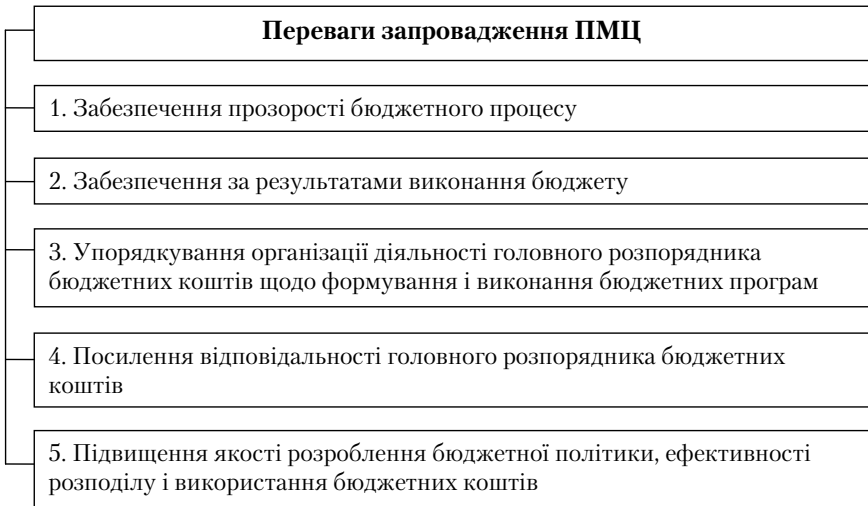 Переваги запровадження ПМЦ
1. Забезпечення прозорості бюджетного процесу
2. Забезпечення за результатами виконання бюджету
3. Упорядкування організації діяльності головного розпорядника
бюджетних коштів щодо формування і виконання бюджетних програм
4. Посилення відповідальності головного розпорядника бюджетних
коштів
5. Підвищення якості розроблення бюджетної політики, ефективності
розподілу і використання бюджетних коштів